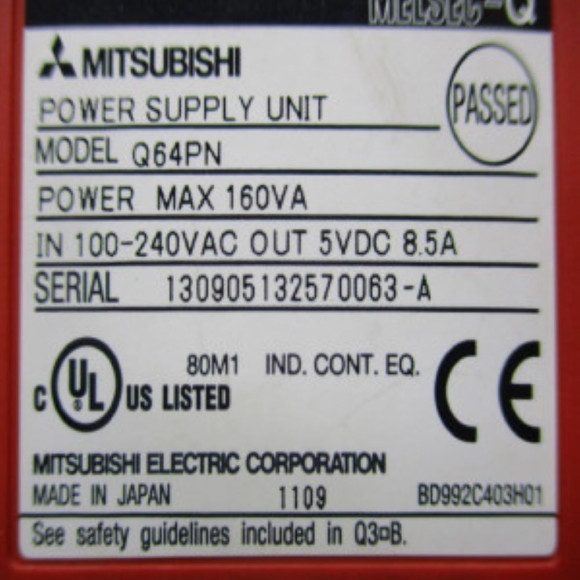 MELSEC-Q
MITSUBISHI
POWER SUPPLY UNIT
PASSED
MODEL Q64PN
POWER MAX 160VA
IN 100-240VAC OUT 5VDC 8.5A
SERIAL 130905132570063-A
80M1 IND. CONT. EQ.
C UL US LISTED
CE
MITSUBISHI ELECTRIC CORPORATION
MADE IN JAPAN 1109 BD992C403H01
See safety guidelines included in Q3¤B.